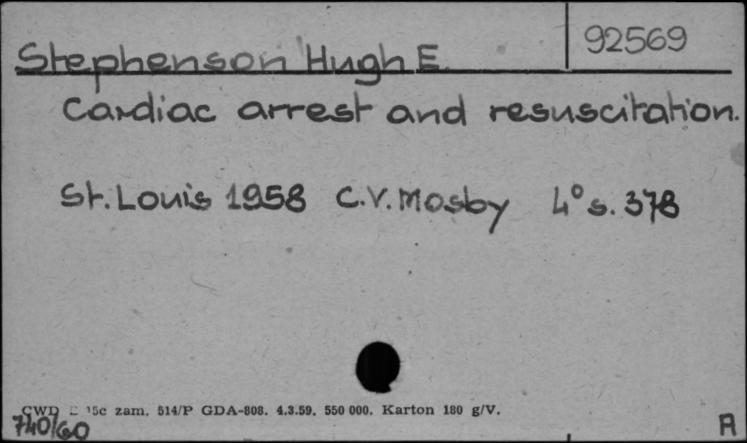 92569
Stephenson Hugh E.
Cardiac arrest and resuscitation.
St. Louis 1958 C.V. Mosby 4° s. 378
CWD 15c zam. 514/P GDA-808. 4.3.59. 550 000. Karton 180 g/V.
740/60
A